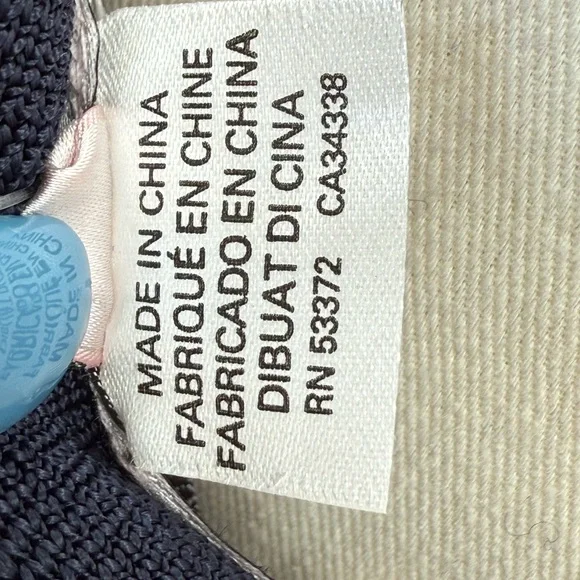 MADE IN CHINA
FABRIQUÉ EN CHINE
FABRICADO EN CHINA
DIBUAT DI CINA
RN 53372 CA34338